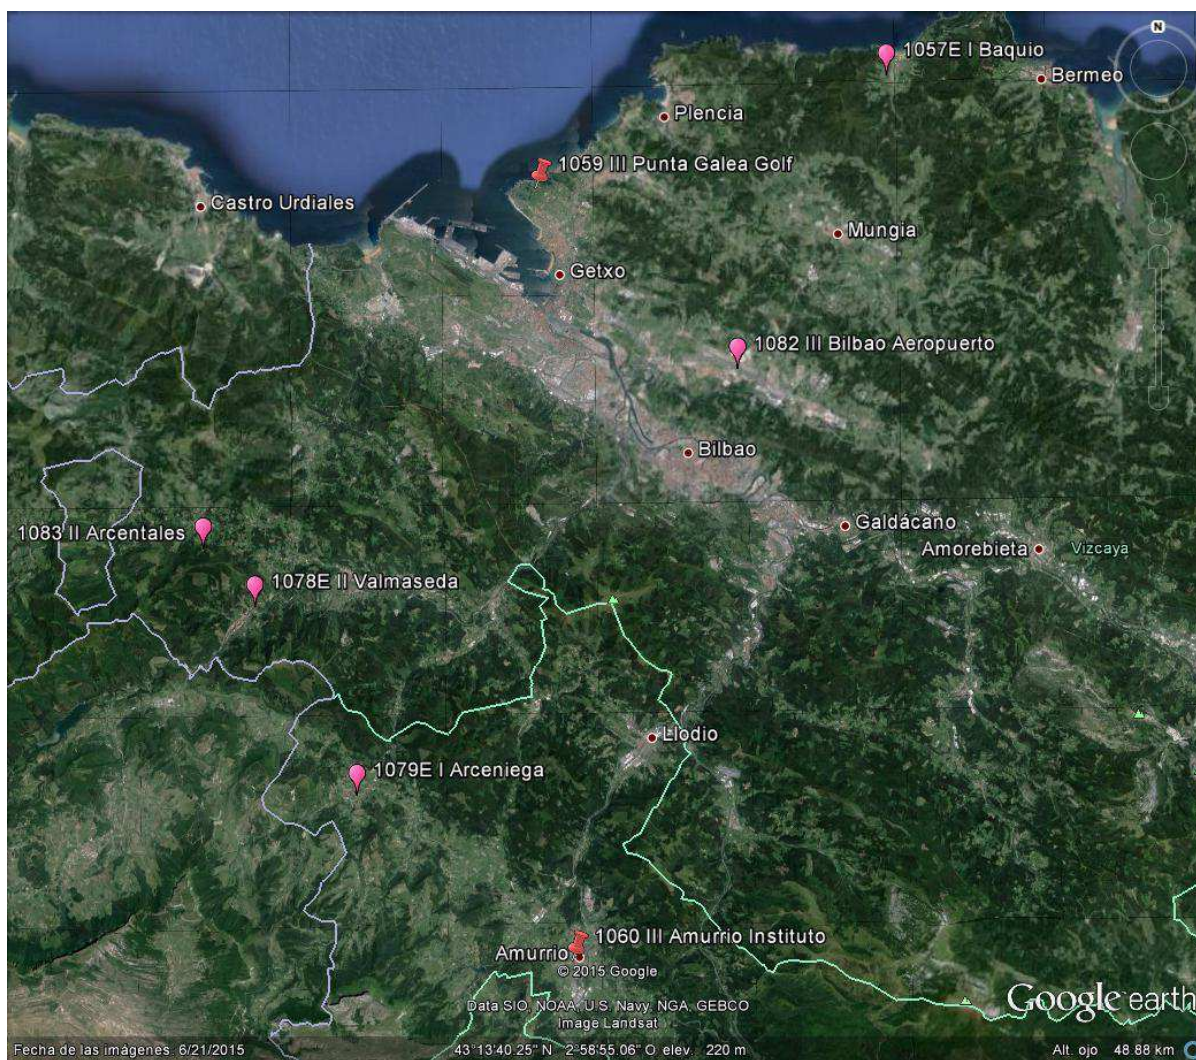 N
1057E I Baquio
Bermeo
Plencia
1059 III Punta Galea Golf
Castro Urdiales
Mungia
Getxo
1082 III Bilbao Aeropuerto
Bilbao
1083 II Arcentales
Galdácano
Amorebieta
Vizcaya
1078E II Valmaseda
Llodio
1079E I Arceniega
1060 III Amurrio Instituto
Amurrio
© 2015 Google
Data SIO, NOAA, U.S. Navy, NGA, GEBCO
Image Landsat
Google earth
Fecha de las imágenes: 6/21/2015
43°13'40.25" N 2°58'55.06" O elev. 220 m
Alt. ojo 48.88 km